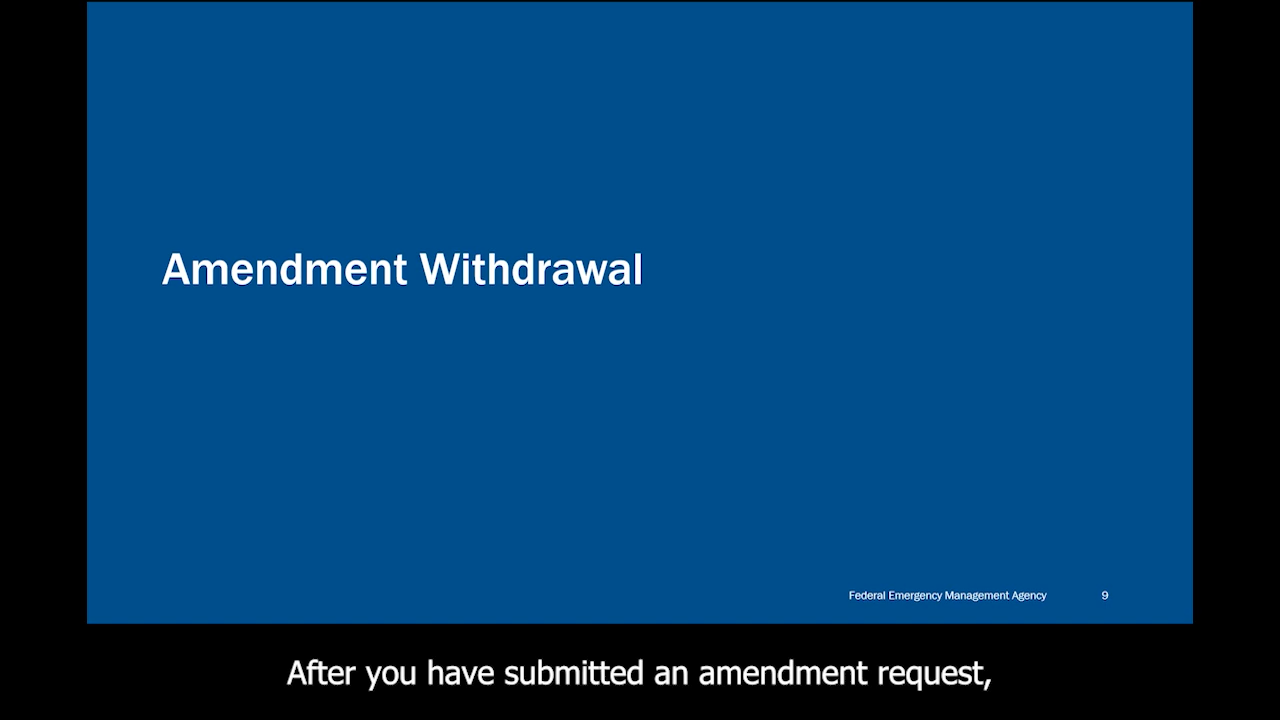 Amendment Withdrawal
Federal Emergency Management Agency 9
After you have submitted an amendment request,